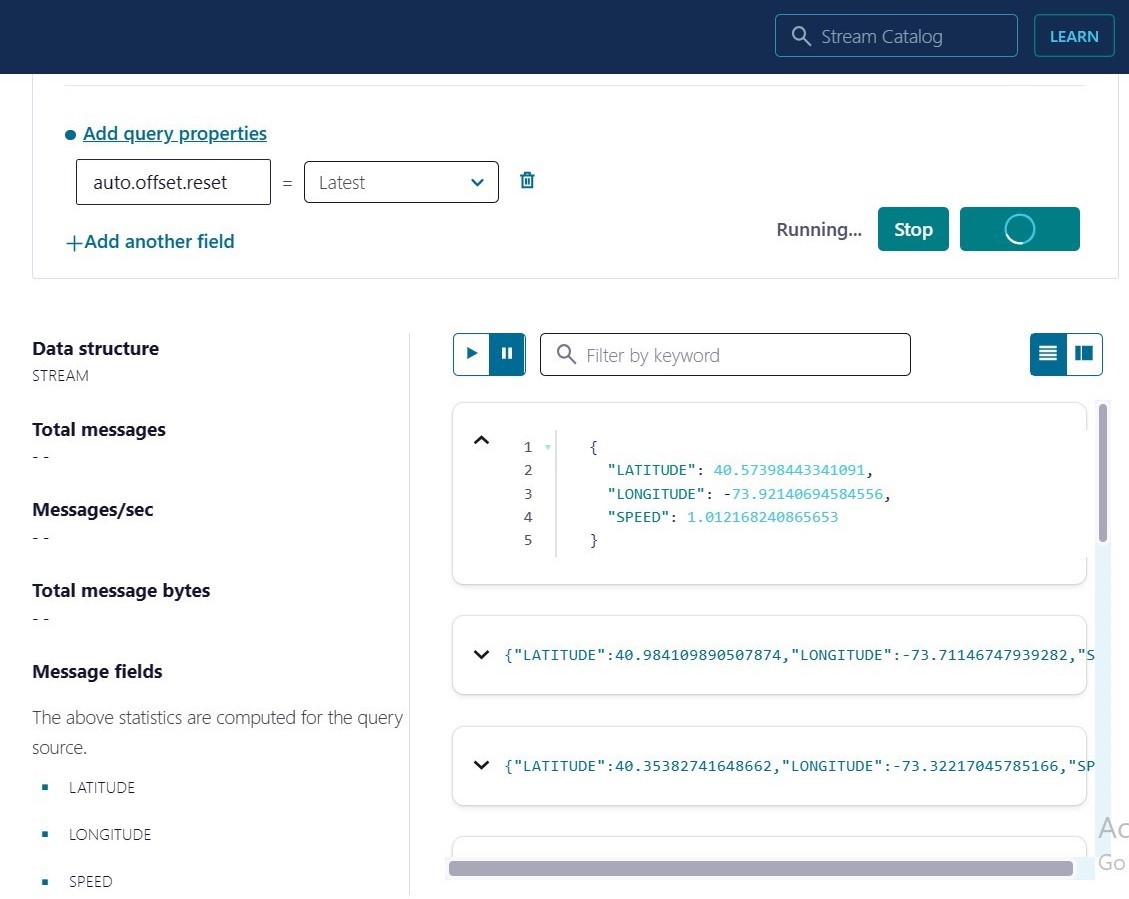 Stream Catalog
LEARN
Add query properties
auto.offset.reset = Latest
+Add another field
Running... Stop
Data structure
STREAM
Total messages
- -
Messages/sec
- -
Total message bytes
- -
Message fields
The above statistics are computed for the query
source.
LATITUDE
LONGITUDE
SPEED
Filter by keyword
1 {
2 "LATITUDE": 40.57398443341091,
3 "LONGITUDE": -73.92140694584556,
4 "SPEED": 1.012168240865653
5 }
{"LATITUDE":40.984109890507874,"LONGITUDE":-73.71146747939282,"S
{"LATITUDE":40.35382741648662,"LONGITUDE":-73.32217045785166,"SP
Ac
Go